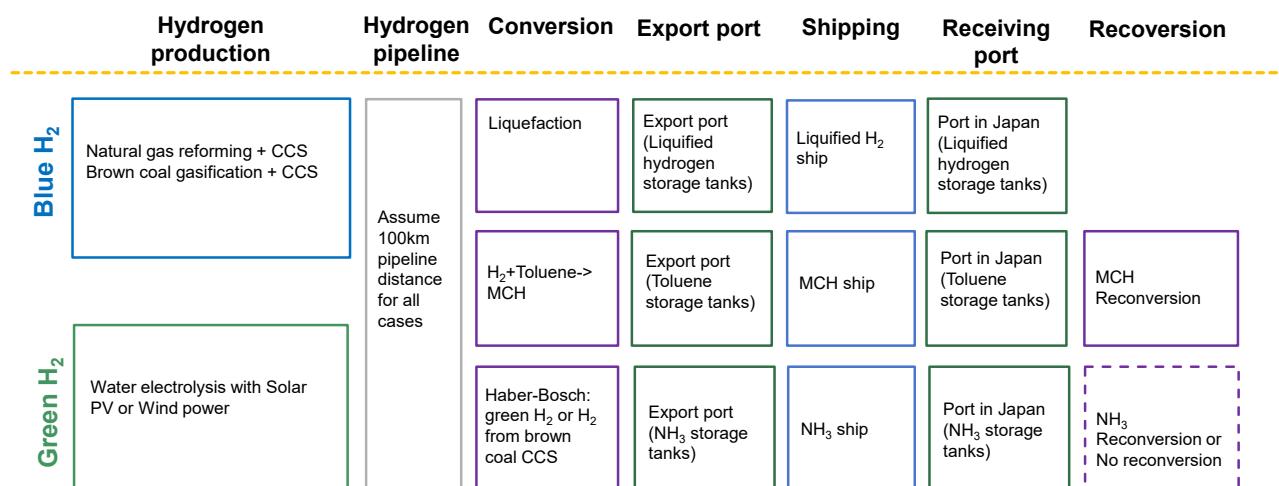 Hydrogen
production
Hydrogen
pipeline
Conversion
Export port
Shipping
Receiving
port
Recoversion
Blue H₂
Natural gas reforming + CCS
Brown coal gasification + CCS
Assume
100km
pipeline
distance
for all
cases
Liquefaction
Export port
(Liquified
hydrogen
storage tanks)
Liquified H₂
ship
Port in Japan
(Liquified
hydrogen
storage tanks)
H₂+Toluene->
MCH
Export port
(Toluene
storage tanks)
MCH ship
Port in Japan
(Toluene
storage tanks)
MCH
Reconversion
Green H₂
Water electrolysis with Solar
PV or Wind power
Haber-Bosch:
green H₂ or H₂
from brown
coal CCS
Export port
(NH₃ storage
tanks)
NH₃ ship
Port in Japan
(NH₃ storage
tanks)
NH₃
Reconversion or
No reconversion